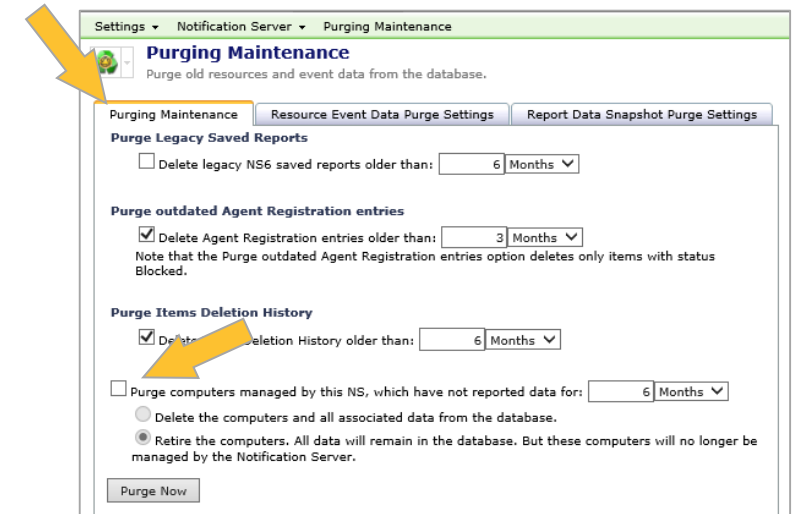 Settings Notification Server Purging Maintenance
Purging Maintenance
Purge old resources and event data from the database.
Purging Maintenance Resource Event Data Purge Settings Report Data Snapshot Purge Settings
Purge Legacy Saved Reports
Delete legacy NS6 saved reports older than: 6 Months
Purge outdated Agent Registration entries
Delete Agent Registration entries older than: 3 Months
Note that the Purge outdated Agent Registration entries option deletes only items with status
Blocked.
Purge Items Deletion History
Deletion History older than: 6 Months
Purge computers managed by this NS, which have not reported data for: 6 Months
Delete the computers and all associated data from the database.
Retire the computers. All data will remain in the database. But these computers will no longer be
managed by the Notification Server.
Purge Now